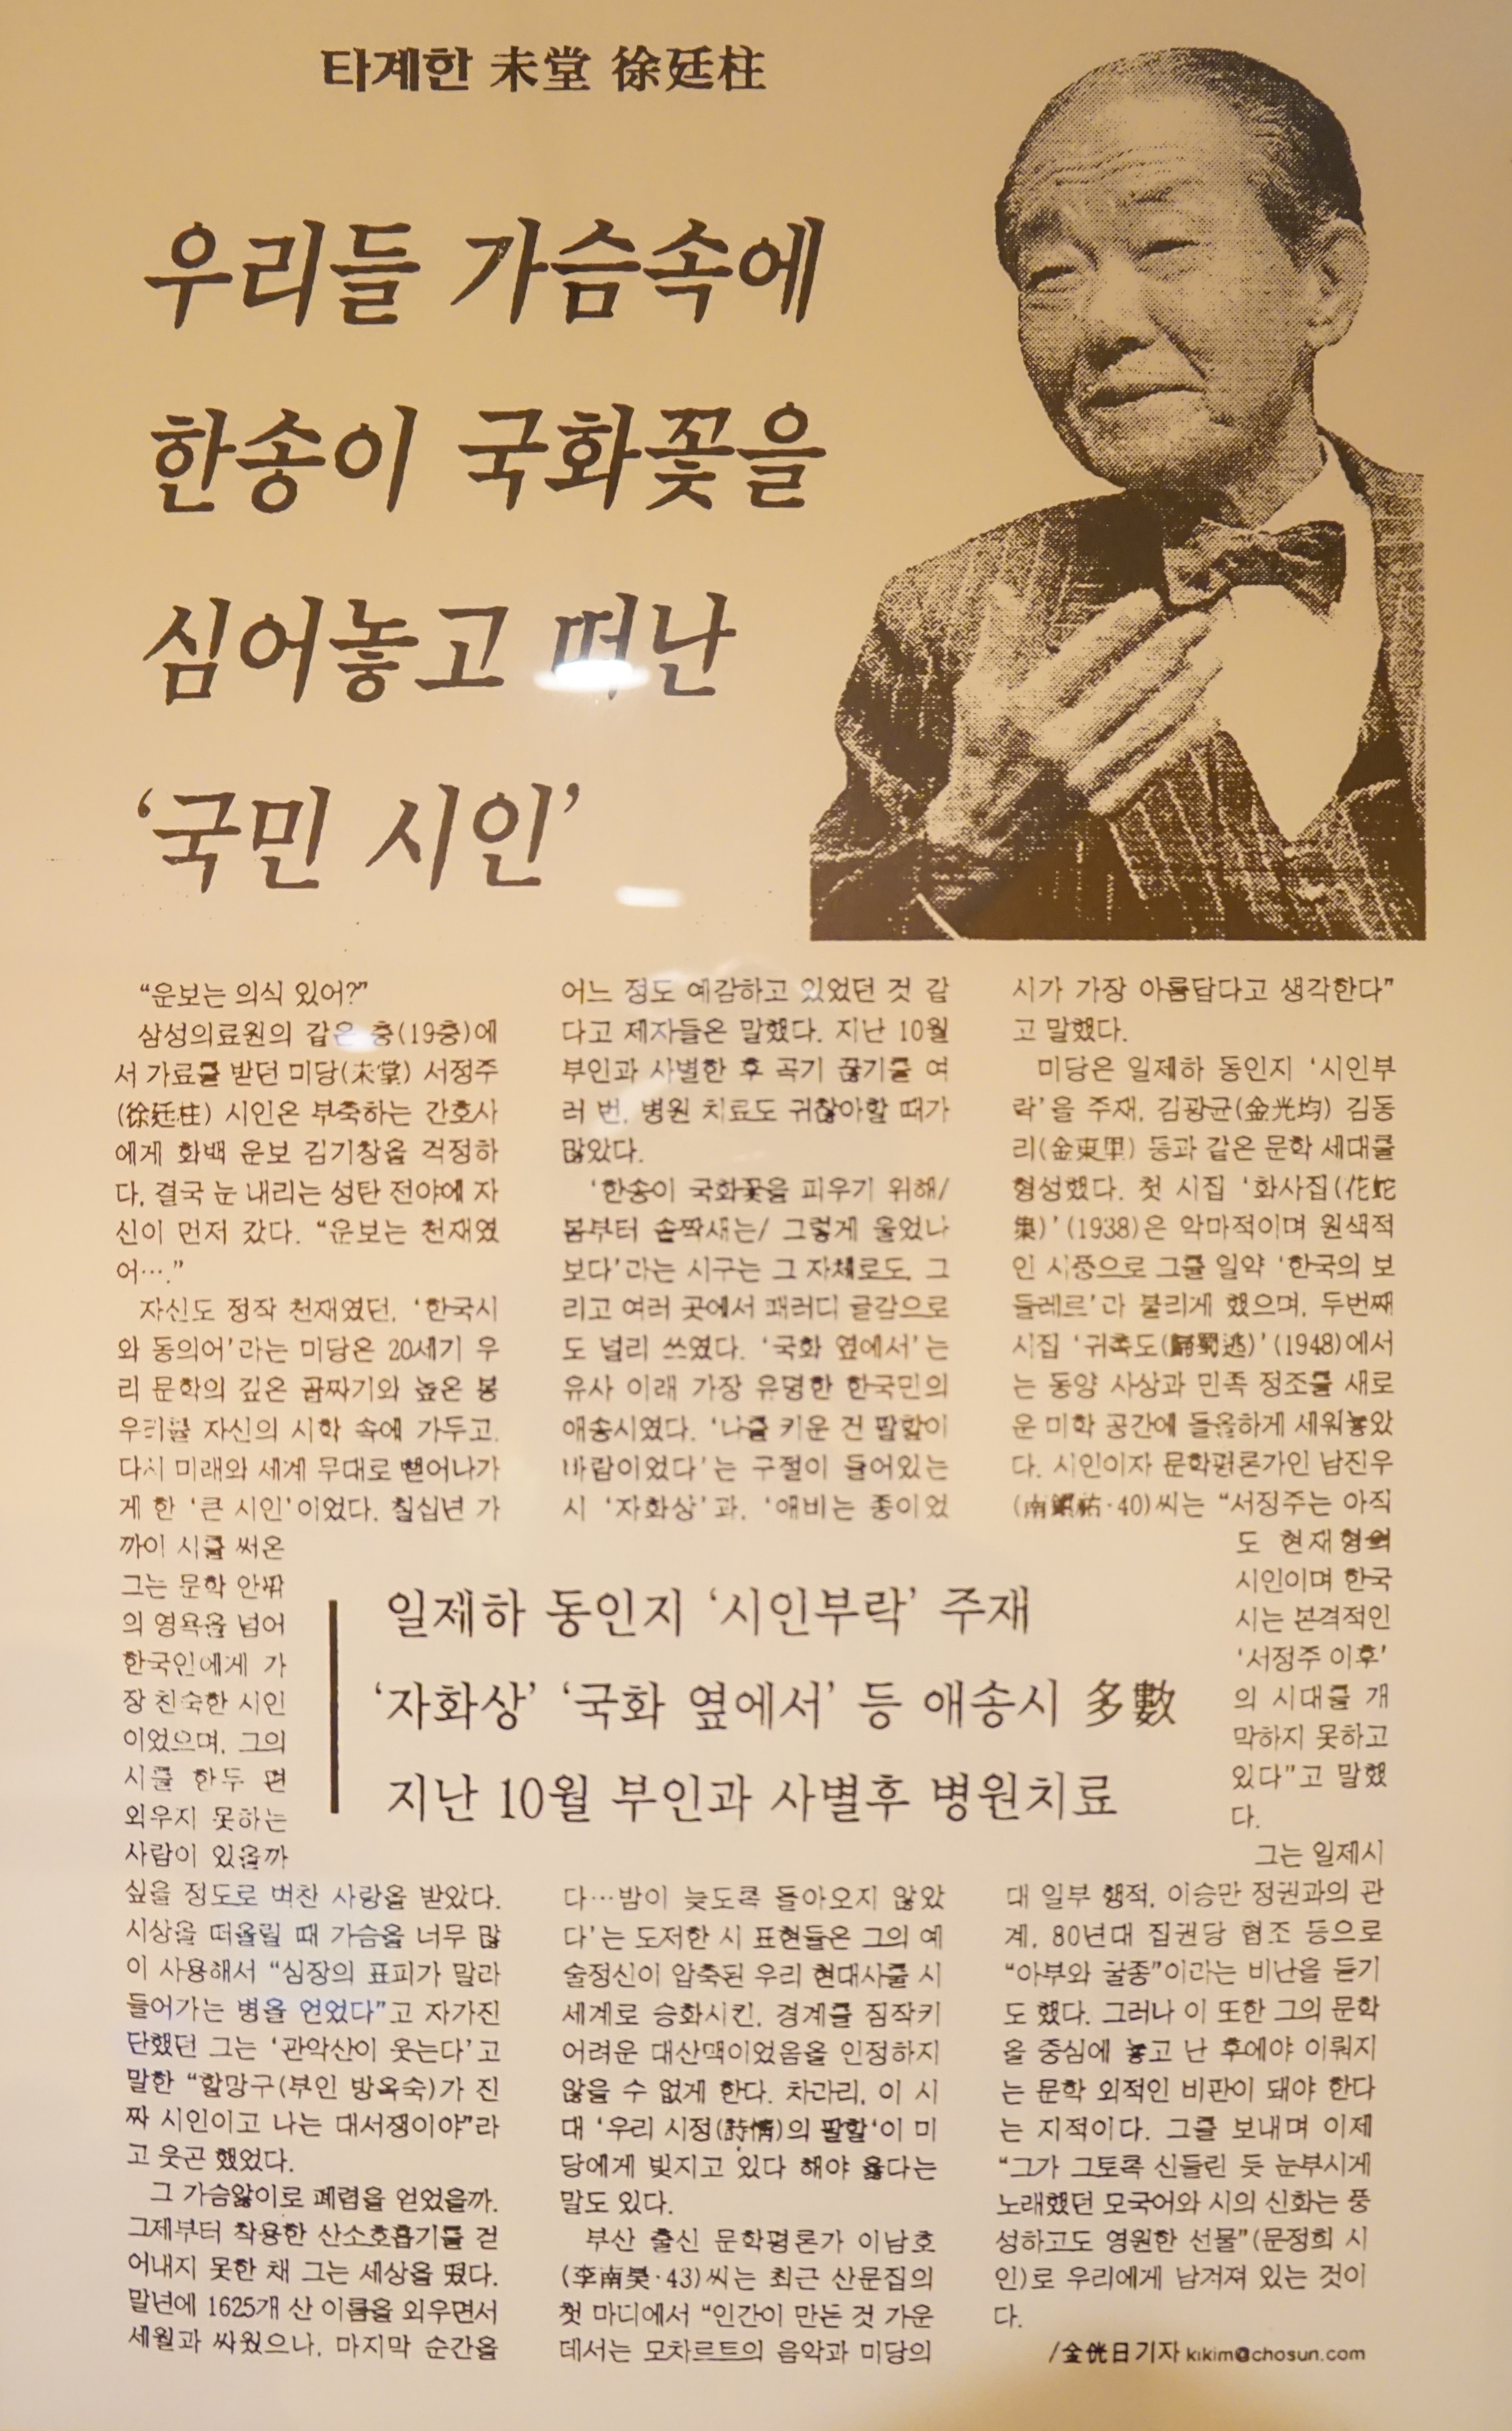 타계한 未堂 徐廷柱
우리들 가슴속에
한송이 국화꽃을
심어놓고 떠난
‘국민 시인’
“운보는 의식 있어?”
삼성의료원의 같은 층(19층)에
서 가료를 받던 미당(未堂) 서정주
(徐廷柱) 시인은 부축하는 간호사
에게 화백 운보 김기창을 걱정하
다, 결국 눈 내리는 성탄 전야에 자
신이 먼저 갔다. “운보는 천재였
어….”
자신도 정작 천재였던, ‘한국시
와 동의어’라는 미당은 20세기 우
리 문학의 깊은 골짜기와 높은 봉
우리를 자신의 시학 속에 가두고,
다시 미래와 세계 무대로 뻗어나가
게 한 ‘큰 시인’이었다. 칠십년 가
까이 시를 써온
그는 문학 안팎
의 영욕을 넘어
한국인에게 가
장 친숙한 시인
이었으며, 그의
시를 한두 편
외우지 못하는
사람이 있을까
싶을 정도로 벅찬 사랑을 받았다.
시상을 떠올릴 때 가슴을 너무 많
이 사용해서 “심장의 표피가 말라
들어가는 병을 얻었다”고 자가진
단했던 그는 ‘관악산이 웃는다’고
말한 “할망구(부인 방옥숙)가 진
짜 시인이고 나는 대서쟁이야”라
고 웃곤 했었다.
그 가슴앓이로 폐렴을 얻었을까.
그제부터 착용한 산소호흡기를 걷
어내지 못한 채 그는 세상을 떴다.
말년에 1625개 산 이름을 외우면서
세월과 싸웠으나, 마지막 순간을
어느 정도 예감하고 있었던 것 같
다고 제자들은 말했다. 지난 10월
부인과 사별한 후 곡기 끊기를 여
러 번, 병원 치료도 귀찮아할 때가
많았다.
‘한송이 국화꽃을 피우기 위해/
봄부터 솥짝새는/ 그렇게 울었나
보다’라는 시구는 그 자체로도, 그
리고 여러 곳에서 패러디 글감으로
도 널리 쓰였다. ‘국화 옆에서’는
유사 이래 가장 유명한 한국민의
애송시였다. ‘나를 키운 건 팔할이
바람이었다’는 구절이 들어있는
시 ‘자화상’과, ‘애비는 종이었
일제하 동인지 ‘시인부락’ 주재
‘자화상’ ‘국화 옆에서’ 등 애송시 多數
지난 10월 부인과 사별후 병원치료
다…밤이 늦도록 돌아오지 않았
다’는 도저한 시 표현들은 그의 예
술정신이 압축된 우리 현대사를 시
세계로 승화시킨, 경계를 짐작키
어려운 대산맥이었음을 인정하지
않을 수 없게 한다. 차라리, 이 시
대 ‘우리 시정(詩情)의 팔할‘이 미
당에게 빚지고 있다 해야 옳다는
말도 있다.
부산 출신 문학평론가 이남호
(李南昊·43)씨는 최근 산문집의
첫 마디에서 “인간이 만든 것 가운
데서는 모차르트의 음악과 미당의
시가 가장 아름답다고 생각한다”
고 말했다.
미당은 일제하 동인지 ‘시인부
락’을 주재, 김광균(金光均) 김동
리(金東里) 등과 같은 문학 세대를
형성했다. 첫 시집 ‘화사집(花蛇
集)’(1938)은 악마적이며 원색적
인 시풍으로 그를 일약 ‘한국의 보
들레르’라 불리게 했으며, 두번째
시집 ‘귀촉도(歸蜀途)’(1948)에서
는 동양 사상과 민족 정조를 새로
운 미학 공간에 돌올하게 세워놓았
다. 시인이자 문학평론가인 남진우
(南鎭祐·40)씨는 “서정주는 아직
도 현재형의
시인이며 한국
시는 본격적인
‘서정주 이후’
의 시대를 개
막하지 못하고
있다”고 말했
다.
그는 일제시
대 일부 행적, 이승만 정권과의 관
계, 80년대 집권당 협조 등으로
“아부와 굴종”이라는 비난을 듣기
도 했다. 그러나 이 또한 그의 문학
을 중심에 놓고 난 후에야 이뤄지
는 문학 외적인 비판이 돼야 한다
는 지적이다. 그를 보내며 이제
“그가 그토록 신들린 듯 눈부시게
노래했던 모국어와 시의 신화는 풍
성하고도 영원한 선물”(문정희 시
인)로 우리에게 남겨져 있는 것이
다.
/金侊日기자 kikim@chosun.com